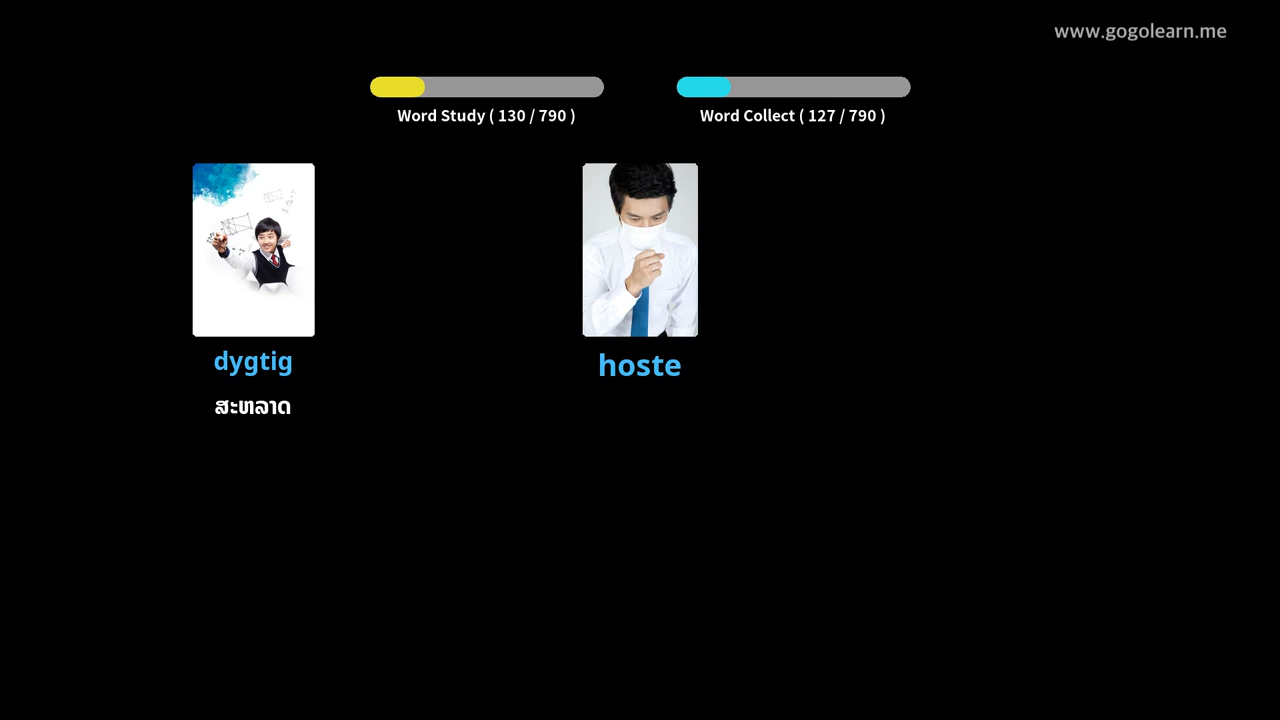 www.gogolearn.me
Word Study ( 130 / 790 )
Word Collect ( 127 / 790 )
dygtig
hoste
ສະຫລາດ